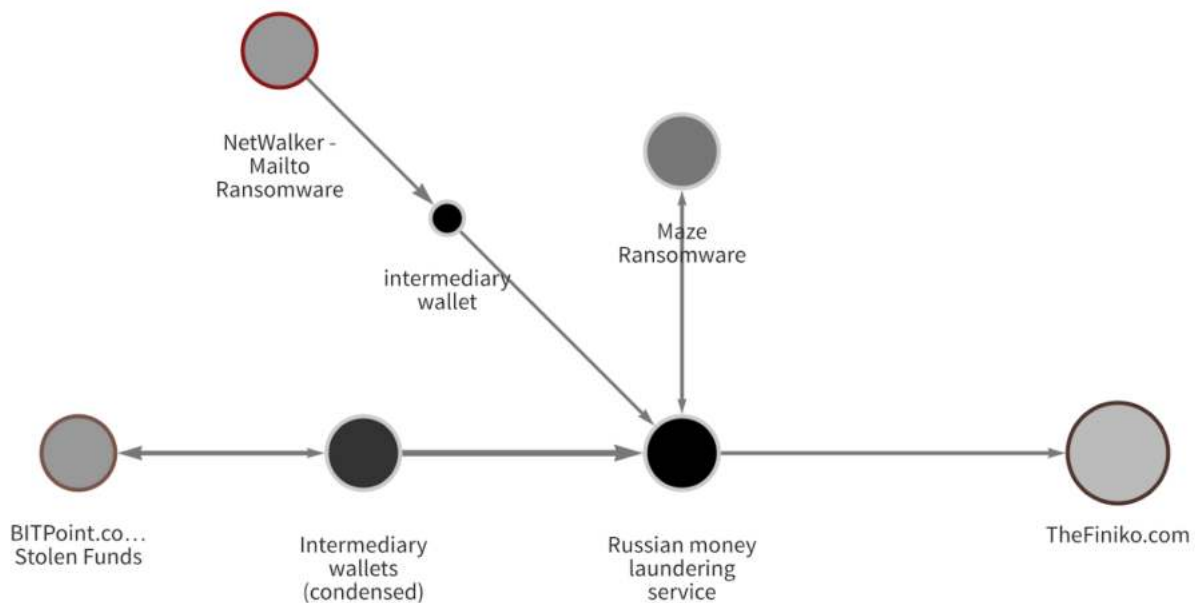 NetWalker -
Mailto
Ransomware
Maze
Ransomware
intermediary
wallet
BITPoint.co…
Stolen Funds
Intermediary
wallets
(condensed)
Russian money
laundering
service
TheFiniko.com